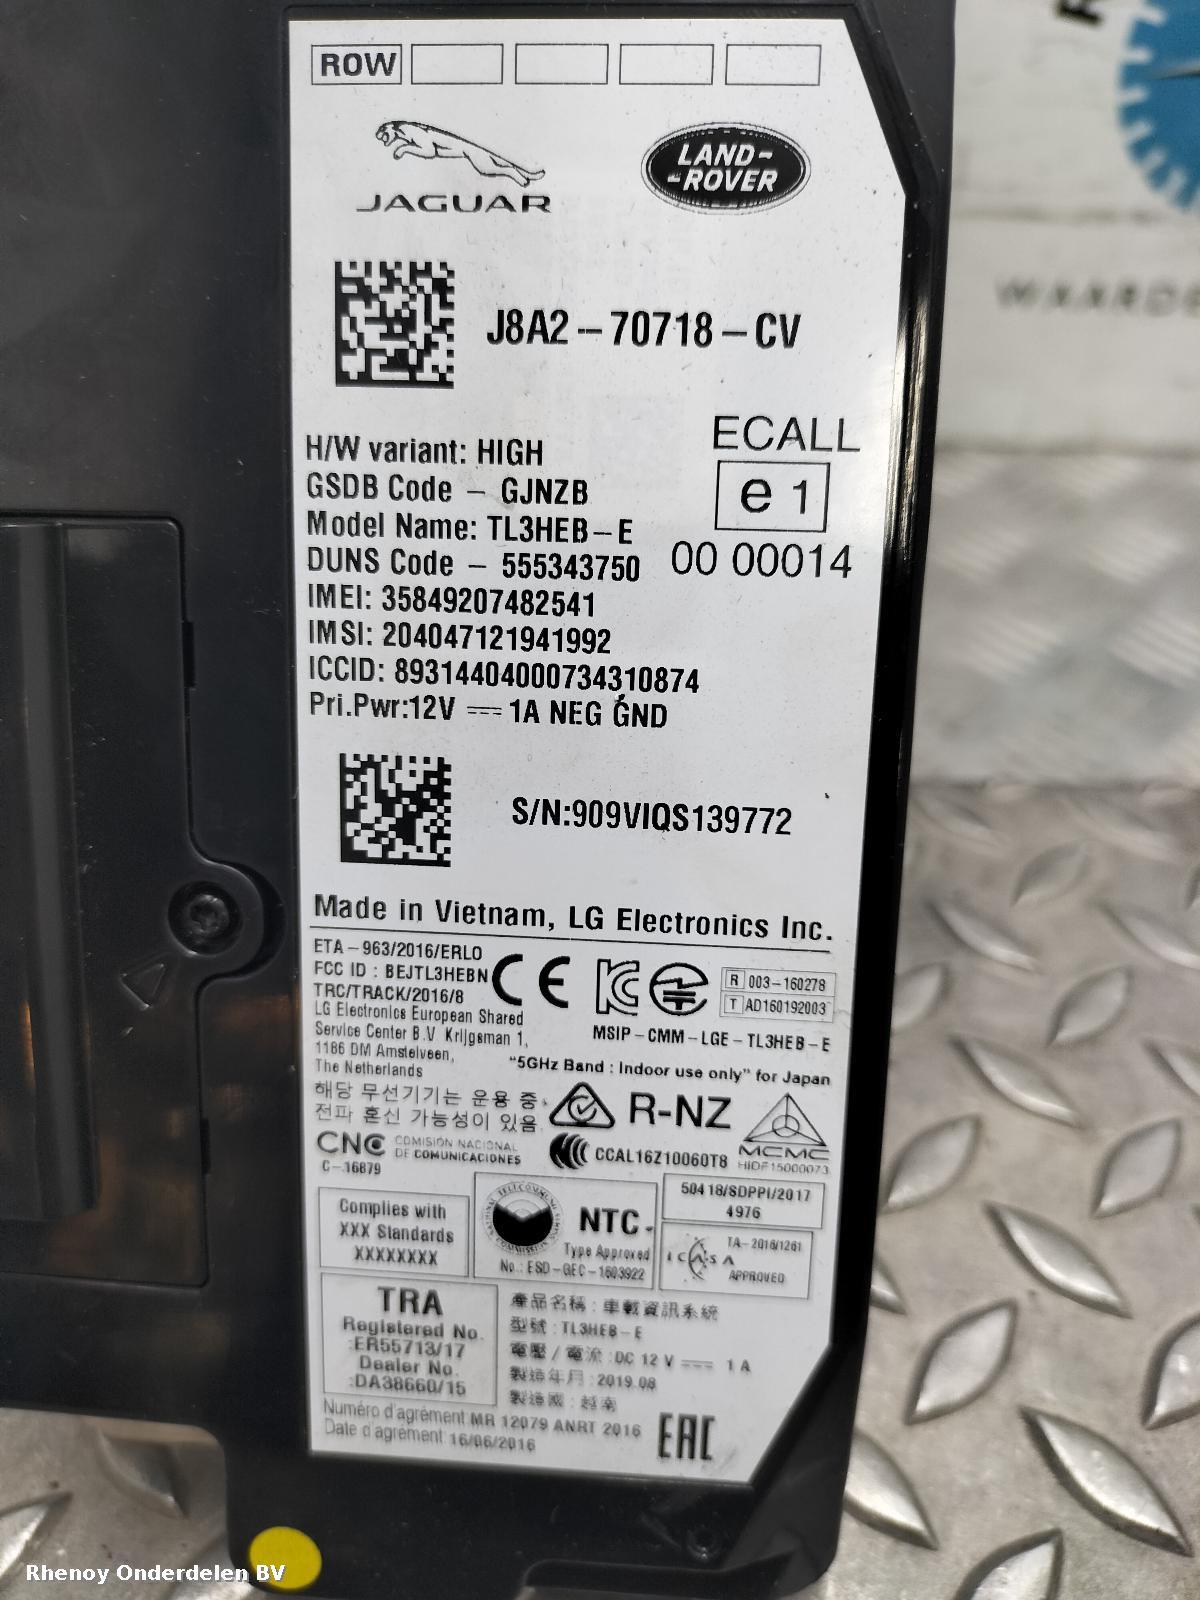 ROW
JAGUAR
LAND-
-ROVER
WAARDE
J8A2-70718-CV
ECALL
e1
00 00014
H/W variant: HIGH
GSDB Code - GJNZB
Model Name: TL3HEB-E
DUNS Code - 555343750
IMEI: 35849207482541
IMSI: 204047121941992
ICCID: 89314404000734310874
Pri.Pwr:12V 1A NEG GND
S/N:909VIQS139772
Made in Vietnam, LG Electronics Inc.
ETA-963/2016/ERLO
FCC ID : BEJTL3HEBN
TRC/TRACK/2016/8
LG Electronics European Shared
Service Center B.V Krijgsman 1,
1186 DM Amstelveen,
The Netherlands
CE
R 003-160278
T AD160192003
MSIP-CMM-LGE-TL3HEB-E
"5GHz Band : Indoor use only" for Japan
해당 무선기기는 운용 중
전파 혼신 가능성이 있음
R-NZ
MCMC
HIDF15000073
CNC COMISIÓN NACIONAL
DE COMUNICACIONES
C-16879
CCAL16Z10060T8
Complies with
XXX Standards
XXXXXXXX
NTC
Type Approved
No.: ESD-GEC-1603922
50418/SDPPI/2017
4976
ICASA
TA-2016/1261
APPROVED
TRA
Registered No.
:ER55713/17
Dealer No.
:DA38660/15
產品名稱 : 車載資訊系統
型號 : TL3HEB-E
電壓 / 電流 :DC 12 V 1 A
製造年月 : 2019.08
製造國 : 越南
Numéro d'agrément MR 12079 ANRT 2016
Date d'agrément 16/06/2016
EAC
Rhenoy Onderdelen BV